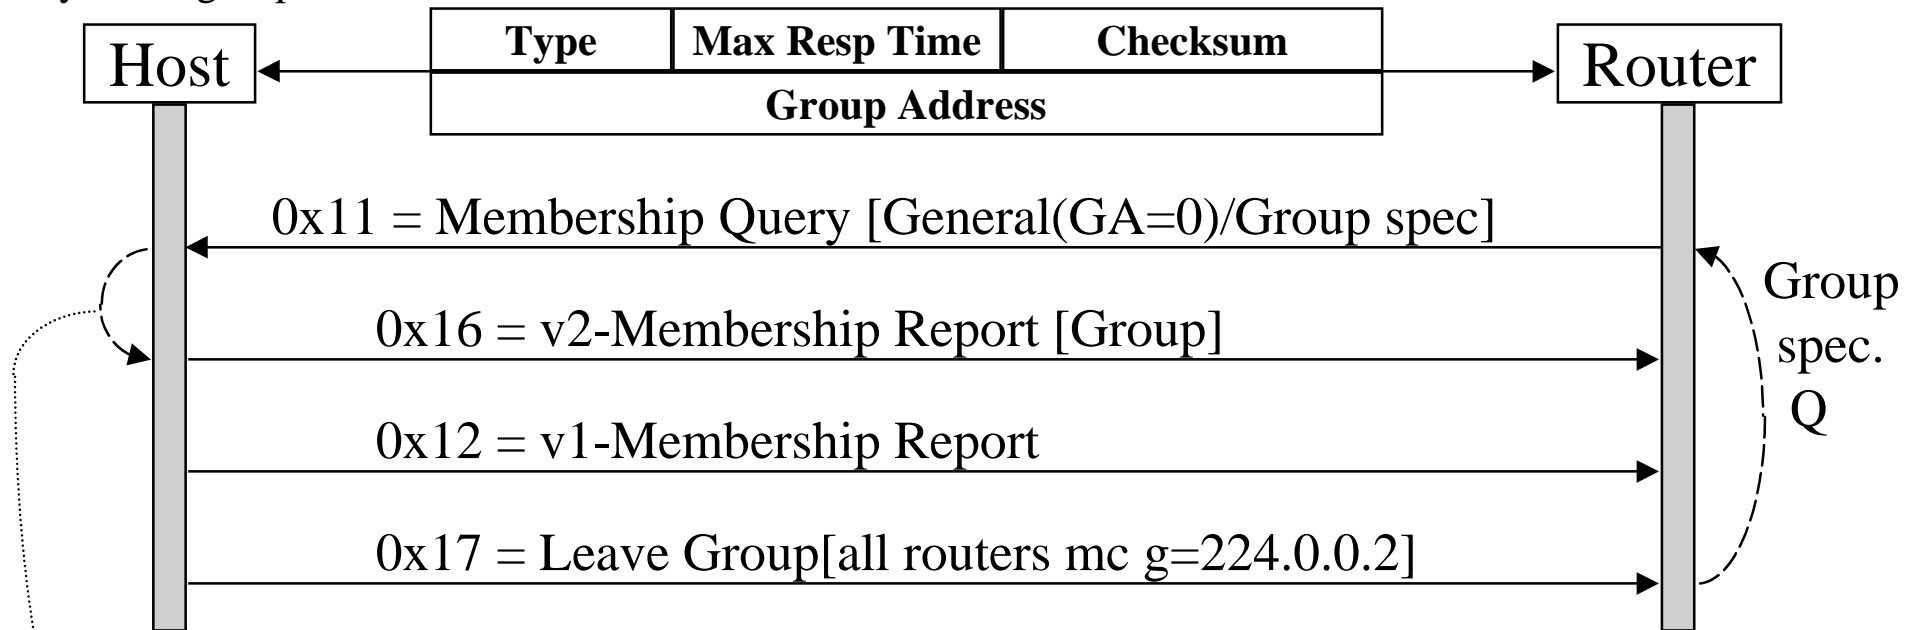 Host
Type Max Resp Time Checksum
Group Address
Router
0x11 = Membership Query [General(GA=0)/Group spec]
0x16 = v2-Membership Report [Group]
0x12 = v1-Membership Report
0x17 = Leave Group[all routers mc g=224.0.0.2]
Group
spec.
Q